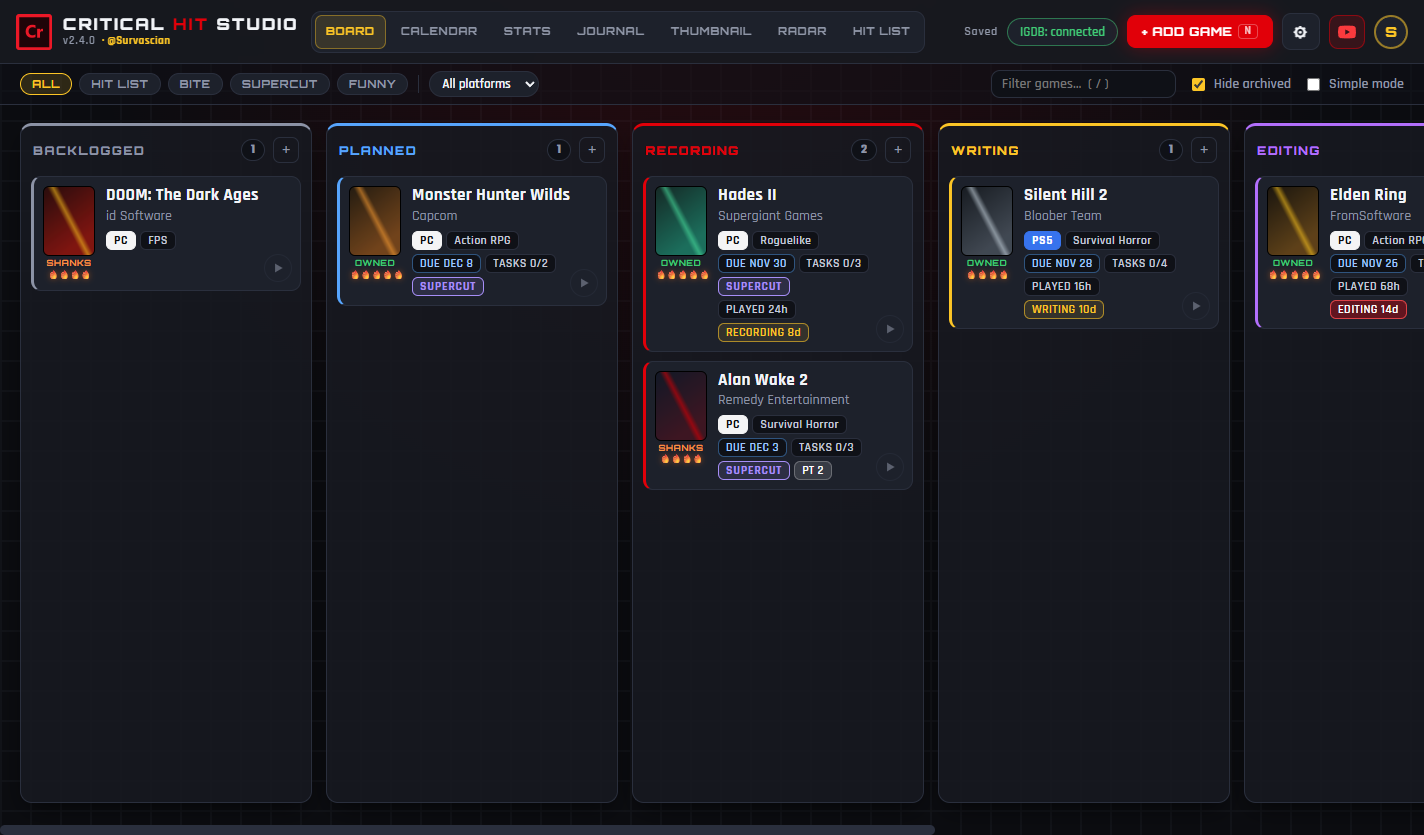 Cr
CRITICAL HIT STUDIO
v2.4.0 · @Survascian
BOARD CALENDAR STATS JOURNAL THUMBNAIL RADAR HIT LIST
Saved
IGDB: connected
+ ADD GAME N
S
ALL HIT LIST BITE SUPERCUT FUNNY
All platforms
Filter games... ( / )
Hide archived
Simple mode
BACKLOGGED 1 +
DOOM: The Dark Ages
id Software
PC FPS
SHANKS
PLANNED 1 +
Monster Hunter Wilds
Capcom
PC Action RPG
OWNED
DUE DEC 8 TASKS 0/2
SUPERCUT
RECORDING 2 +
Hades II
Supergiant Games
PC Roguelike
OWNED
DUE NOV 30 TASKS 0/3
SUPERCUT
PLAYED 24h
RECORDING 8d
Alan Wake 2
Remedy Entertainment
PC Survival Horror
SHANKS
DUE DEC 3 TASKS 0/3
SUPERCUT PT 2
WRITING 1 +
Silent Hill 2
Bloober Team
PS5 Survival Horror
OWNED
DUE NOV 28 TASKS 0/4
PLAYED 16h
WRITING 10d
EDITING
Elden Ring
FromSoftware
PC Action RPG
OWNED
DUE NOV 26
PLAYED 68h
EDITING 14d